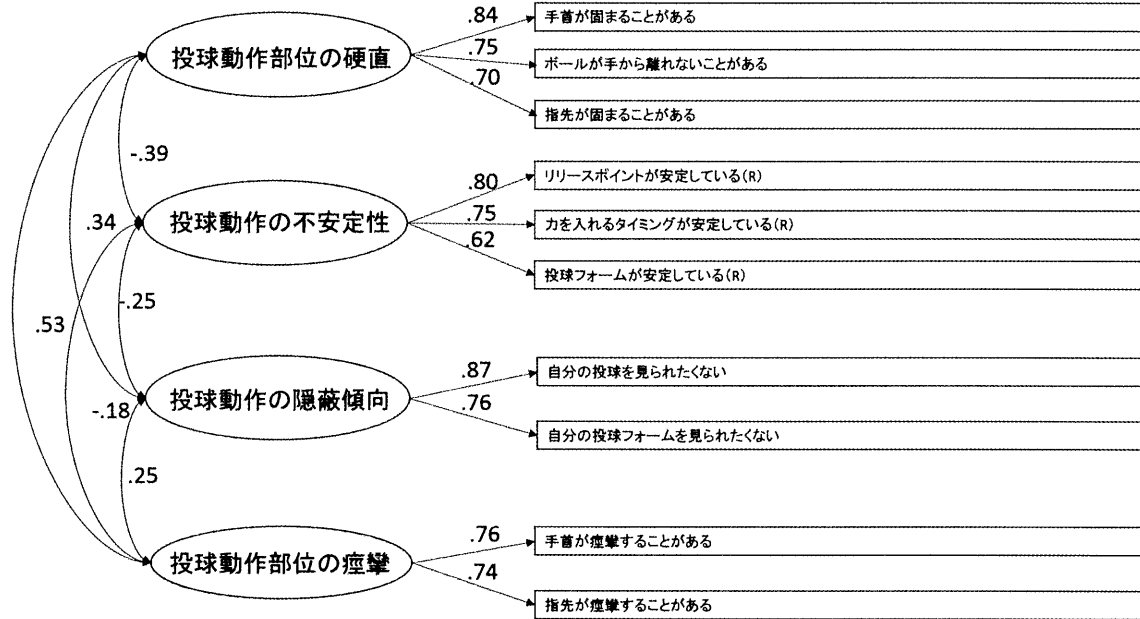 .84
手首が固まることがある
投球動作部位の硬直
.75
ボールが手から離れないことがある
.70
指先が固まることがある
-.39
.80
リリースポイントが安定している(R)
.34
投球動作の不安定性
.75
力を入れるタイミングが安定している(R)
.62
投球フォームが安定している(R)
-.25
.53
.87
自分の投球を見られたくない
-.18
投球動作の隠蔽傾向
.76
自分の投球フォームを見られたくない
.25
.76
手首が痙攣することがある
投球動作部位の痙攣
.74
指先が痙攣することがある